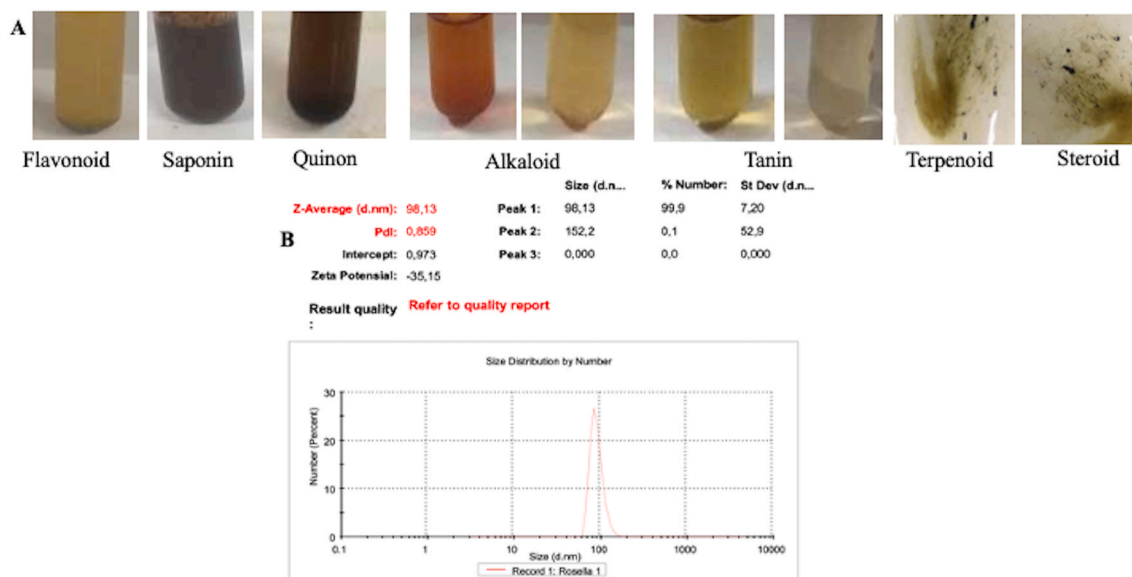 A
Flavonoid Saponin Quinon Alkaloid Tanin Terpenoid Steroid
B
Size (d.n... % Number: St Dev (d.n...
Z-Average (d.nm): 98,13 Peak 1: 98,13 99,9 7,20
PdI: 0,859 Peak 2: 152,2 0,1 52,9
Intercept: 0,973 Peak 3: 0,000 0,0 0,000
Zeta Potensial: -35,15
Result quality : Refer to quality report
Size Distribution by Number
Number (Percent)
30
20
10
0
0.1 1 10 100 1000 10000
Size (d.nm)
Record 1: Rosella 1